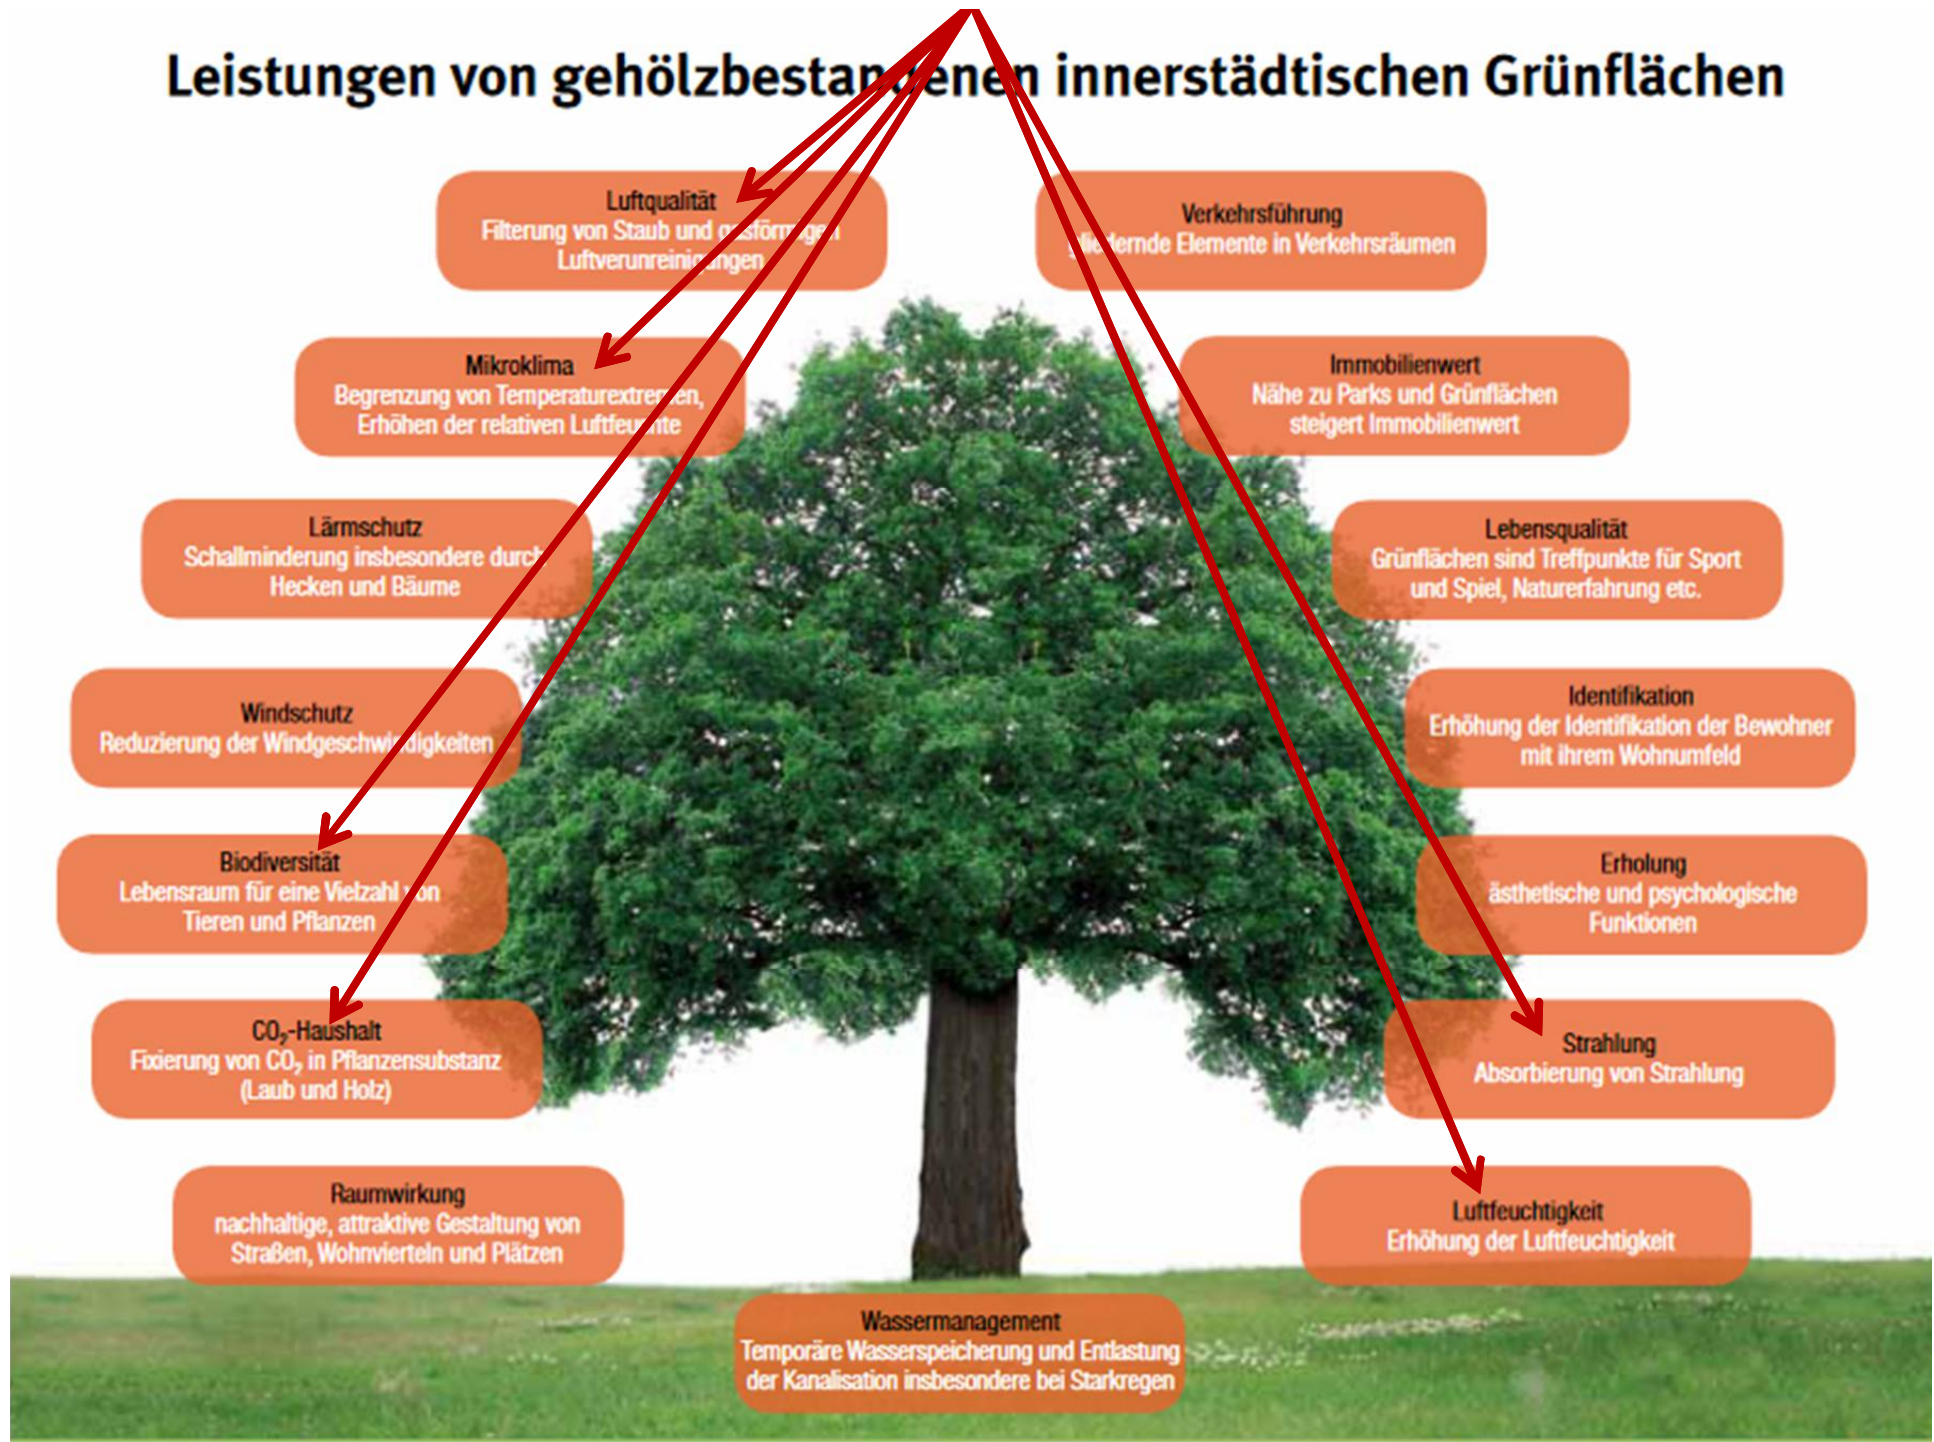 Leistungen von gehölzbestandenen innerstädtischen Grünflächen
Luftqualität
Filterung von Staub und gasförmigen
Luftverunreinigungen
Verkehrsführung
gliedernde Elemente in Verkehrsräumen
Mikroklima
Begrenzung von Temperaturextremen,
Erhöhen der relativen Luftfeuchte
Immobilienwert
Nähe zu Parks und Grünflächen
steigert Immobilienwert
Lärmschutz
Schallminderung insbesondere durch
Hecken und Bäume
Lebensqualität
Grünflächen sind Treffpunkte für Sport
und Spiel, Naturerfahrung etc.
Windschutz
Reduzierung der Windgeschwindigkeiten
Identifikation
Erhöhung der Identifikation der Bewohner
mit ihrem Wohnumfeld
Biodiversität
Lebensraum für eine Vielzahl von
Tieren und Pflanzen
Erholung
ästhetische und psychologische
Funktionen
CO₂-Haushalt
Fixierung von CO₂ in Pflanzensubstanz
(Laub und Holz)
Strahlung
Absorbierung von Strahlung
Raumwirkung
nachhaltige, attraktive Gestaltung von
Straßen, Wohnvierteln und Plätzen
Luftfeuchtigkeit
Erhöhung der Luftfeuchtigkeit
Wassermanagement
Temporäre Wasserspeicherung und Entlastung
der Kanalisation insbesondere bei Starkregen